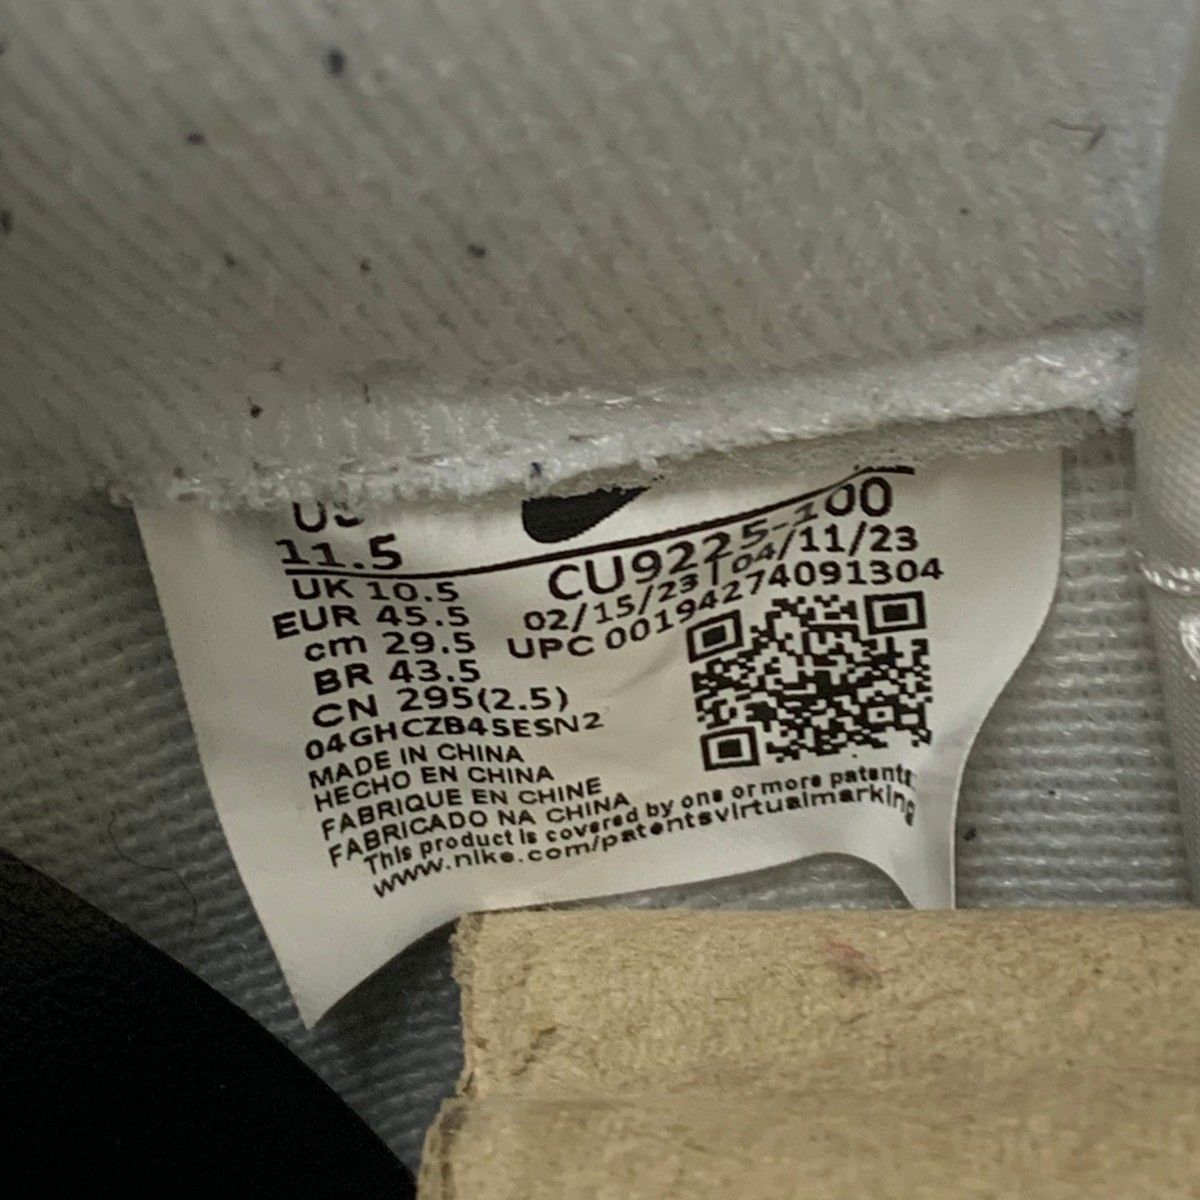 US
11.5
UK 10.5
EUR 45.5
cm 29.5
BR 43.5
CN 295(2.5)
04GHCZB45ESN2
CU9225-100
02/15/23 | 04/11/23
UPC 00194274091304
MADE IN CHINA
HECHO EN CHINA
FABRIQUE EN CHINE
FABRICADO NA CHINA
This product is covered by one or more patents
www.nike.com/patentsvirtualmarking